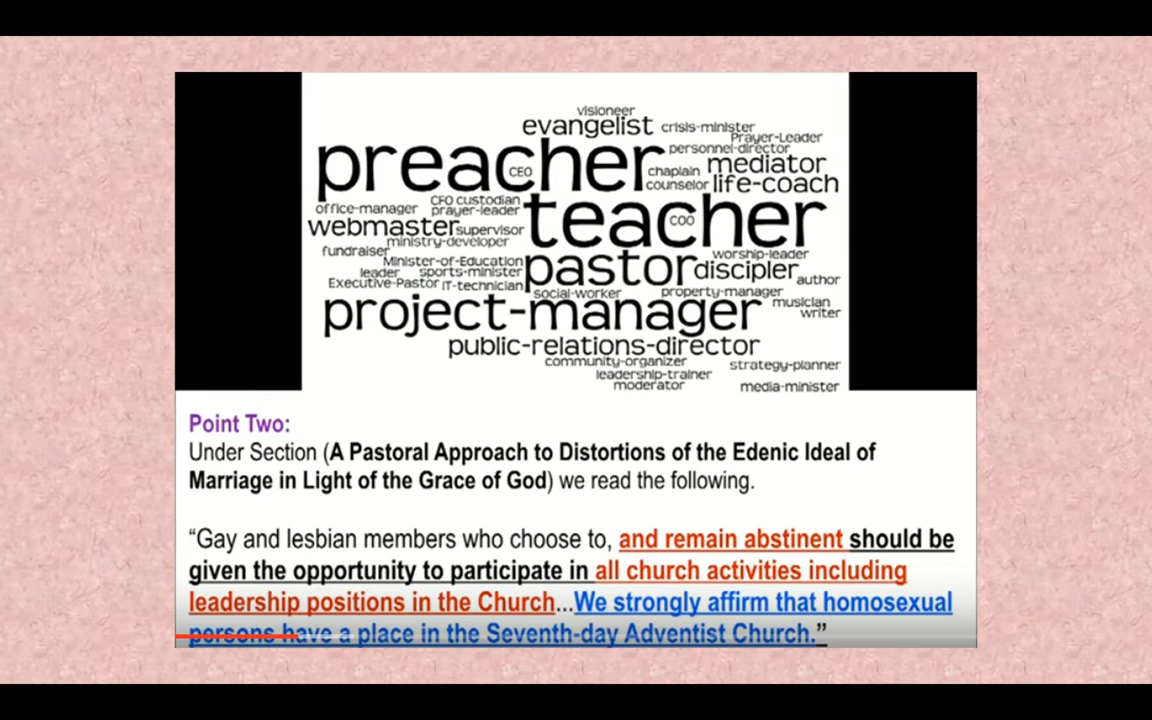 visioneer
evangelist crisis-minister
Prayer-Leader
preacher personnel-director
CEO chaplain mediator
counselor life-coach
CFO custodian
office-manager prayer-leader teacher
COO
webmaster supervisor
ministry-developer
fundraiser worship-leader
Minister-of-Education pastor discipler
leader sports-minister author
Executive-Pastor IT-technician
social-worker property-manager
project-manager musician
writer
public-relations-director
community-organizer strategy-planner
leadership-trainer
moderator media-minister
Point Two:
Under Section (A Pastoral Approach to Distortions of the Edenic Ideal of
Marriage in Light of the Grace of God) we read the following.
“Gay and lesbian members who choose to, and remain abstinent should be
given the opportunity to participate in all church activities including
leadership positions in the Church...We strongly affirm that homosexual
persons have a place in the Seventh-day Adventist Church.”